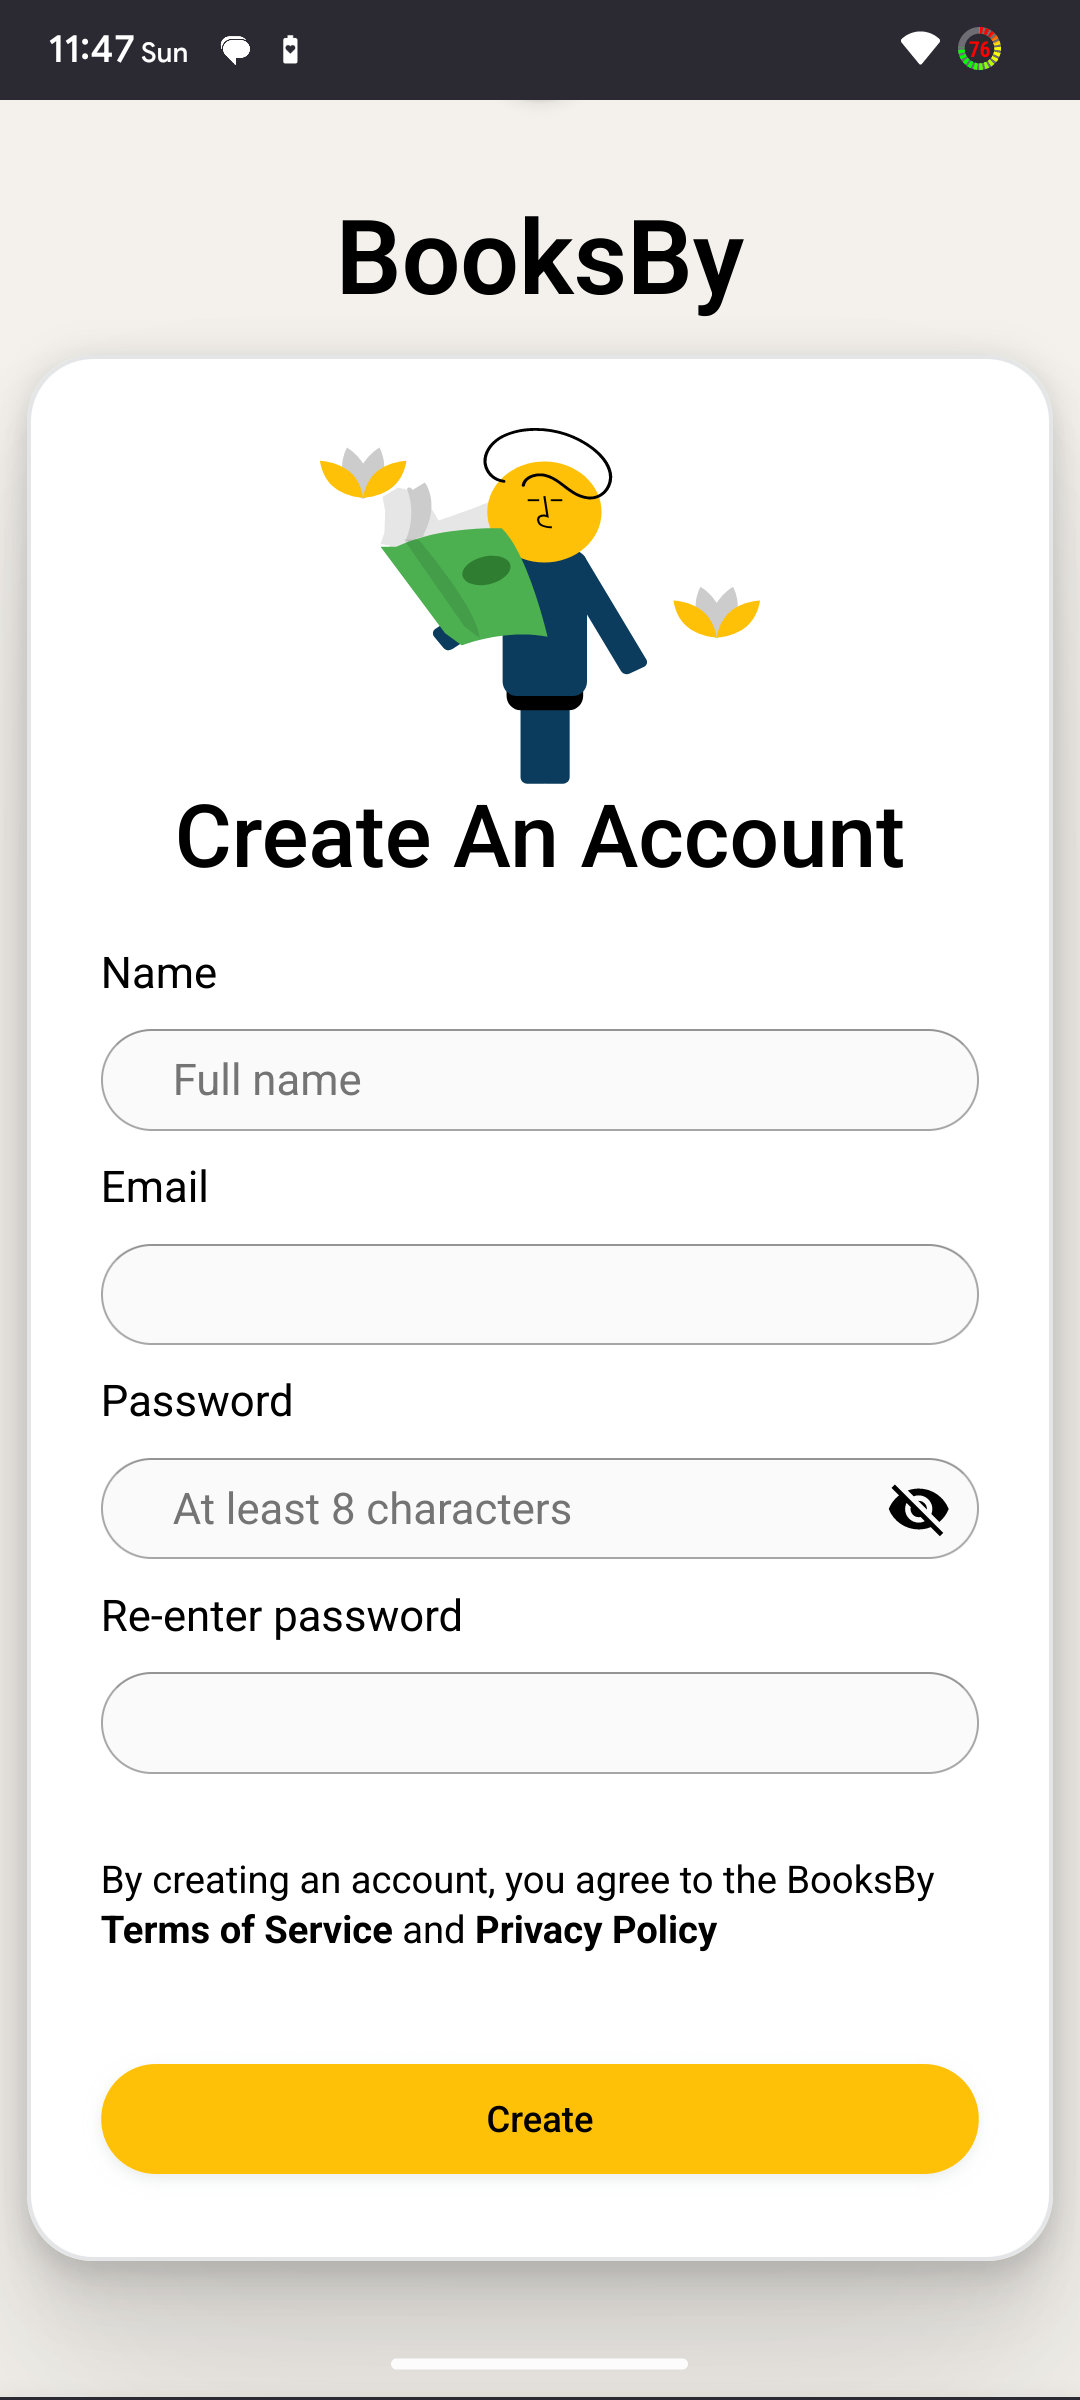 11:47 Sun
76
BooksBy
Create An Account
Name
Full name
Email
Password
At least 8 characters
Re-enter password
By creating an account, you agree to the BooksBy
Terms of Service and Privacy Policy
Create